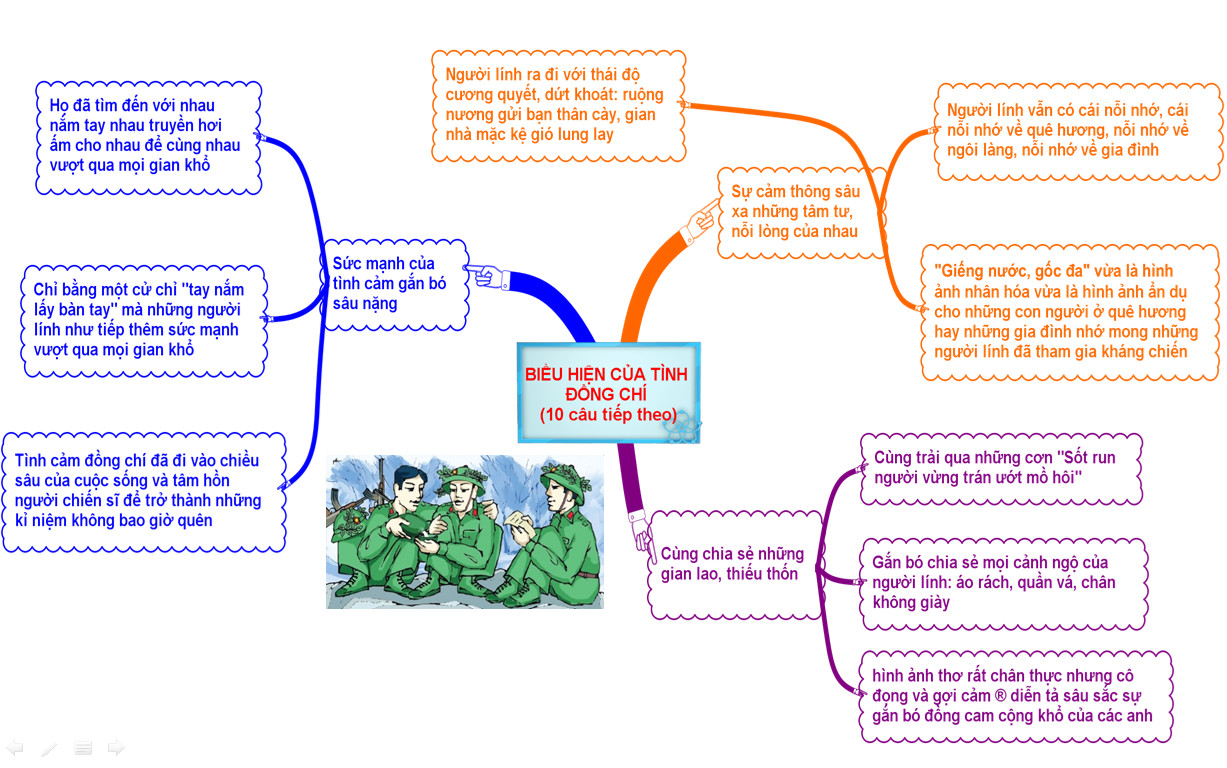 BIỂU HIỆN CỦA TÌNH
ĐỒNG CHÍ
(10 câu tiếp theo)
Sự cảm thông sâu
xa những tâm tư,
nỗi lòng của nhau
Người lính ra đi với thái độ
cương quyết, dứt khoát: ruộng
nương gửi bạn thân cày, gian
nhà mặc kệ gió lung lay
Người lính vẫn có cái nỗi nhớ, cái
nỗi nhớ về quê hương, nỗi nhớ về
ngôi làng, nỗi nhớ về gia đình
"Giếng nước, gốc đa" vừa là hình
ảnh nhân hóa vừa là hình ảnh ẩn dụ
cho những con người ở quê hương
hay những gia đình nhớ mong những
người lính đã tham gia kháng chiến
Cùng chia sẻ những
gian lao, thiếu thốn
Cùng trải qua những cơn "Sốt run
người vừng trán ướt mồ hôi"
Gắn bó chia sẻ mọi cảnh ngộ của
người lính: áo rách, quần vá, chân
không giày
hình ảnh thơ rất chân thực nhưng cô
đọng và gợi cảm ® diễn tả sâu sắc sự
gắn bó đồng cam cộng khổ của các anh
Sức mạnh của
tình cảm gắn bó
sâu nặng
Họ đã tìm đến với nhau
nắm tay nhau truyền hơi
ấm cho nhau để cùng nhau
vượt qua mọi gian khổ
Chỉ bằng một cử chỉ "tay nắm
lấy bàn tay" mà những người
lính như tiếp thêm sức mạnh
vượt qua mọi gian khổ
Tình cảm đồng chí đã đi vào chiều
sâu của cuộc sống và tâm hồn
người chiến sĩ để trở thành những
kỉ niệm không bao giờ quên